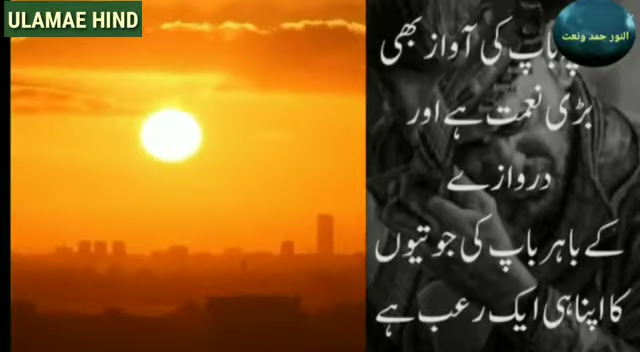 ULAMAE HIND
النور حمد ونعت
باپ کی آواز بھی
بڑی نعمت ہے اور
دروازے
کے باہر باپ کی جوتیوں
کا اپنا ہی ایک رعب ہے